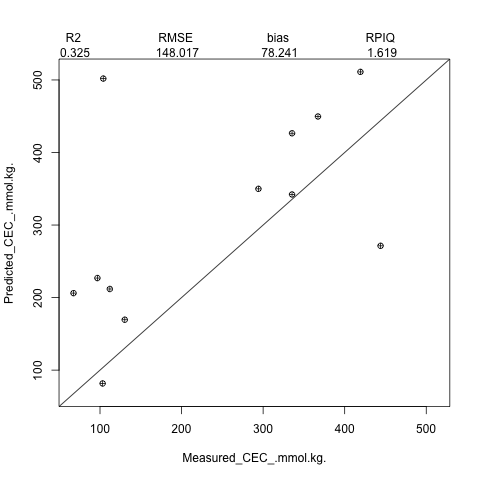 R2 RMSE bias RPIQ
0.325 148.017 78.241 1.619
500
400
300
200
100
Predicted_CEC_.mmol.kg.
100 200 300 400 500
Measured_CEC_.mmol.kg.